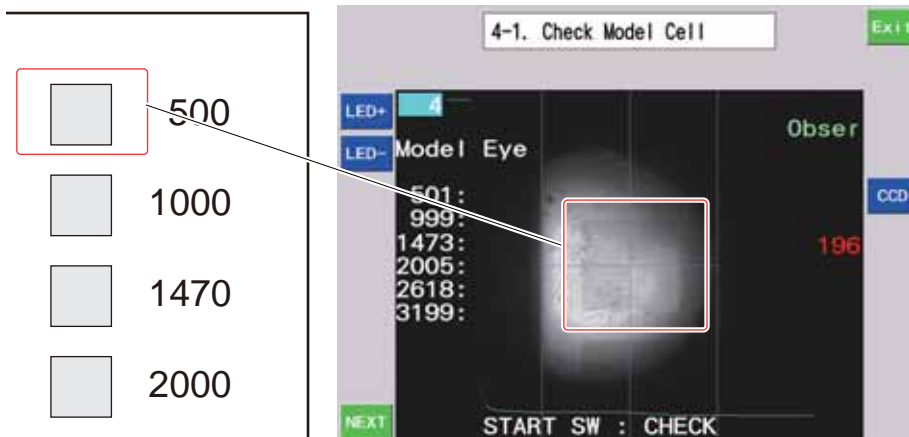 500
1000
1470
2000
4-1. Check Model Cell
Exit
LED+
4
LED-
Model Eye
Obser
501:
999:
1473:
2005:
2618:
3199:
CCD
196
NEXT
START SW : CHECK